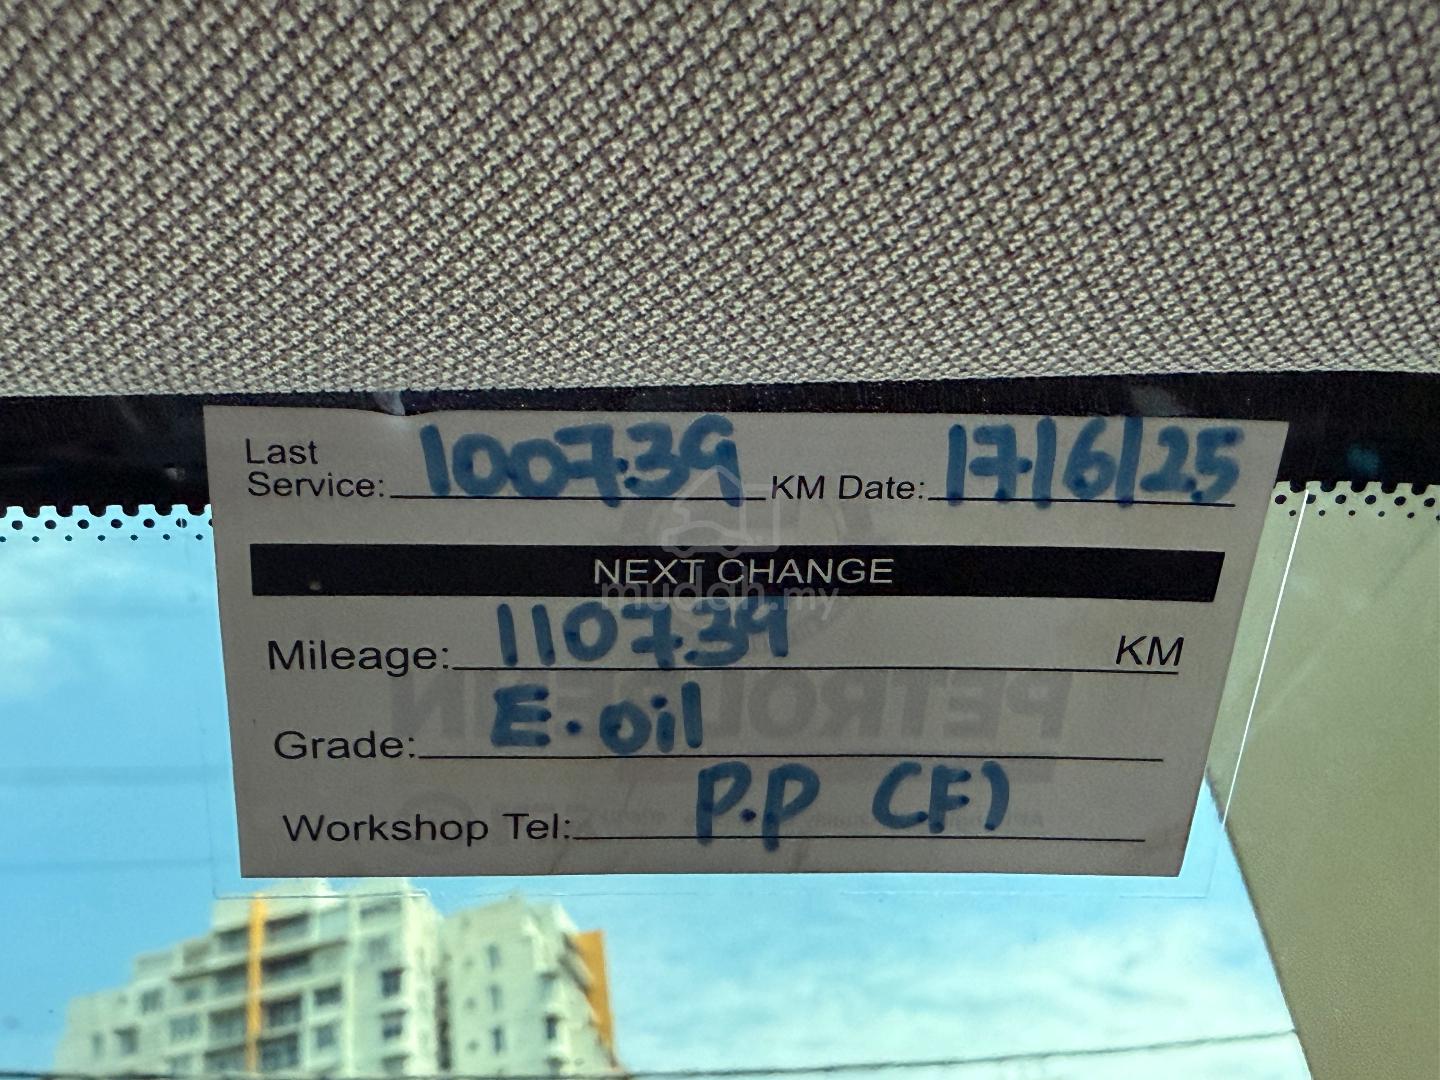 Last
Service: 100739 KM Date: 17/6/25
NEXT CHANGE
mudah.my
Mileage: 110739 KM
Grade: E.oil
Workshop Tel: P.P (F)